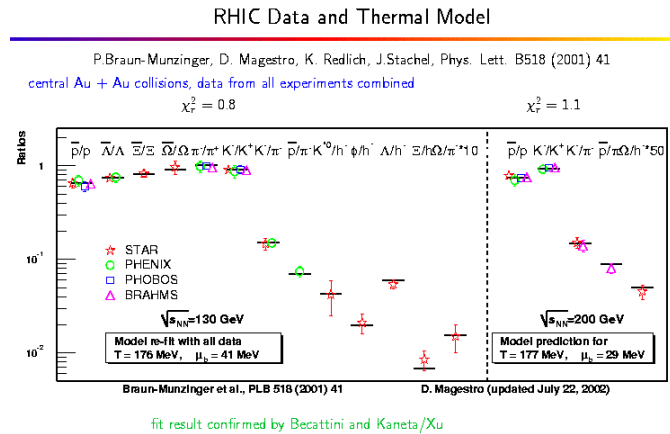 RHIC Data and Thermal Model
P.Braun-Munzinger, D. Magestro, K. Redlich, J.Stachel, Phys. Lett. B518 (2001) 41
central Au + Au collisions, data from all experiments combined
χ²ᵣ = 0.8 χ²ᵣ = 1.1
p̅/p Λ̅/Λ Ξ̅/Ξ Ω̅/Ω π⁻/π⁺ K⁻/K⁺ K⁻/π⁻ p̅/π⁻ K*⁰/h⁻ φ/h⁻ Λ/h⁻ Ξ/h⁻ Ω/π⁻*10 p̅/p K⁻/K⁺ K⁻/π⁻ p̅/π⁻ Ω/h⁻*50
Ratios
1
10⁻¹
STAR
PHENIX
PHOBOS
BRAHMS
√sNN=130 GeV √sNN=200 GeV
Model re-fit with all data
T = 176 MeV, μb = 41 MeV
Model prediction for
T = 177 MeV, μb = 29 MeV
10⁻²
Braun-Munzinger et al., PLB 518 (2001) 41 D. Magestro (updated July 22, 2002)
fit result confirmed by Becattini and Kaneta/Xu